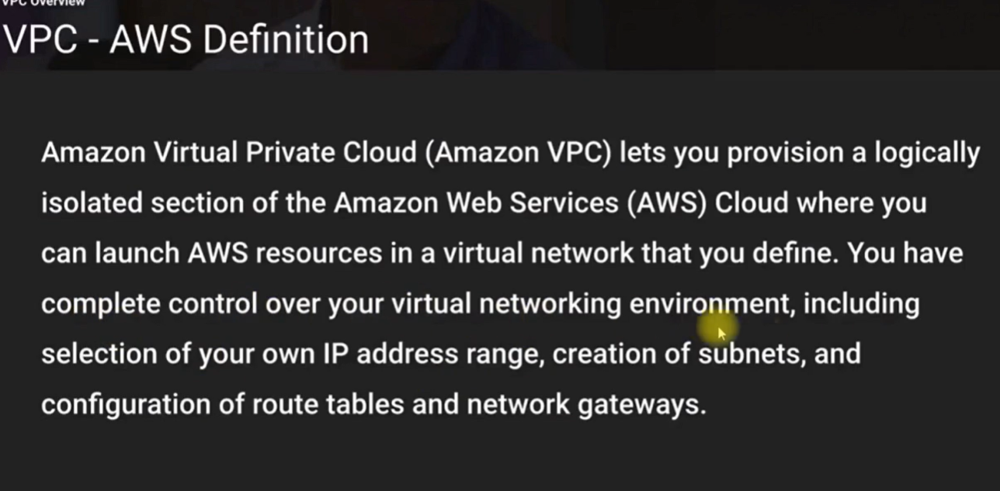 VPC Overview
VPC - AWS Definition
Amazon Virtual Private Cloud (Amazon VPC) lets you provision a logically
isolated section of the Amazon Web Services (AWS) Cloud where you
can launch AWS resources in a virtual network that you define. You have
complete control over your virtual networking environment, including
selection of your own IP address range, creation of subnets, and
configuration of route tables and network gateways.